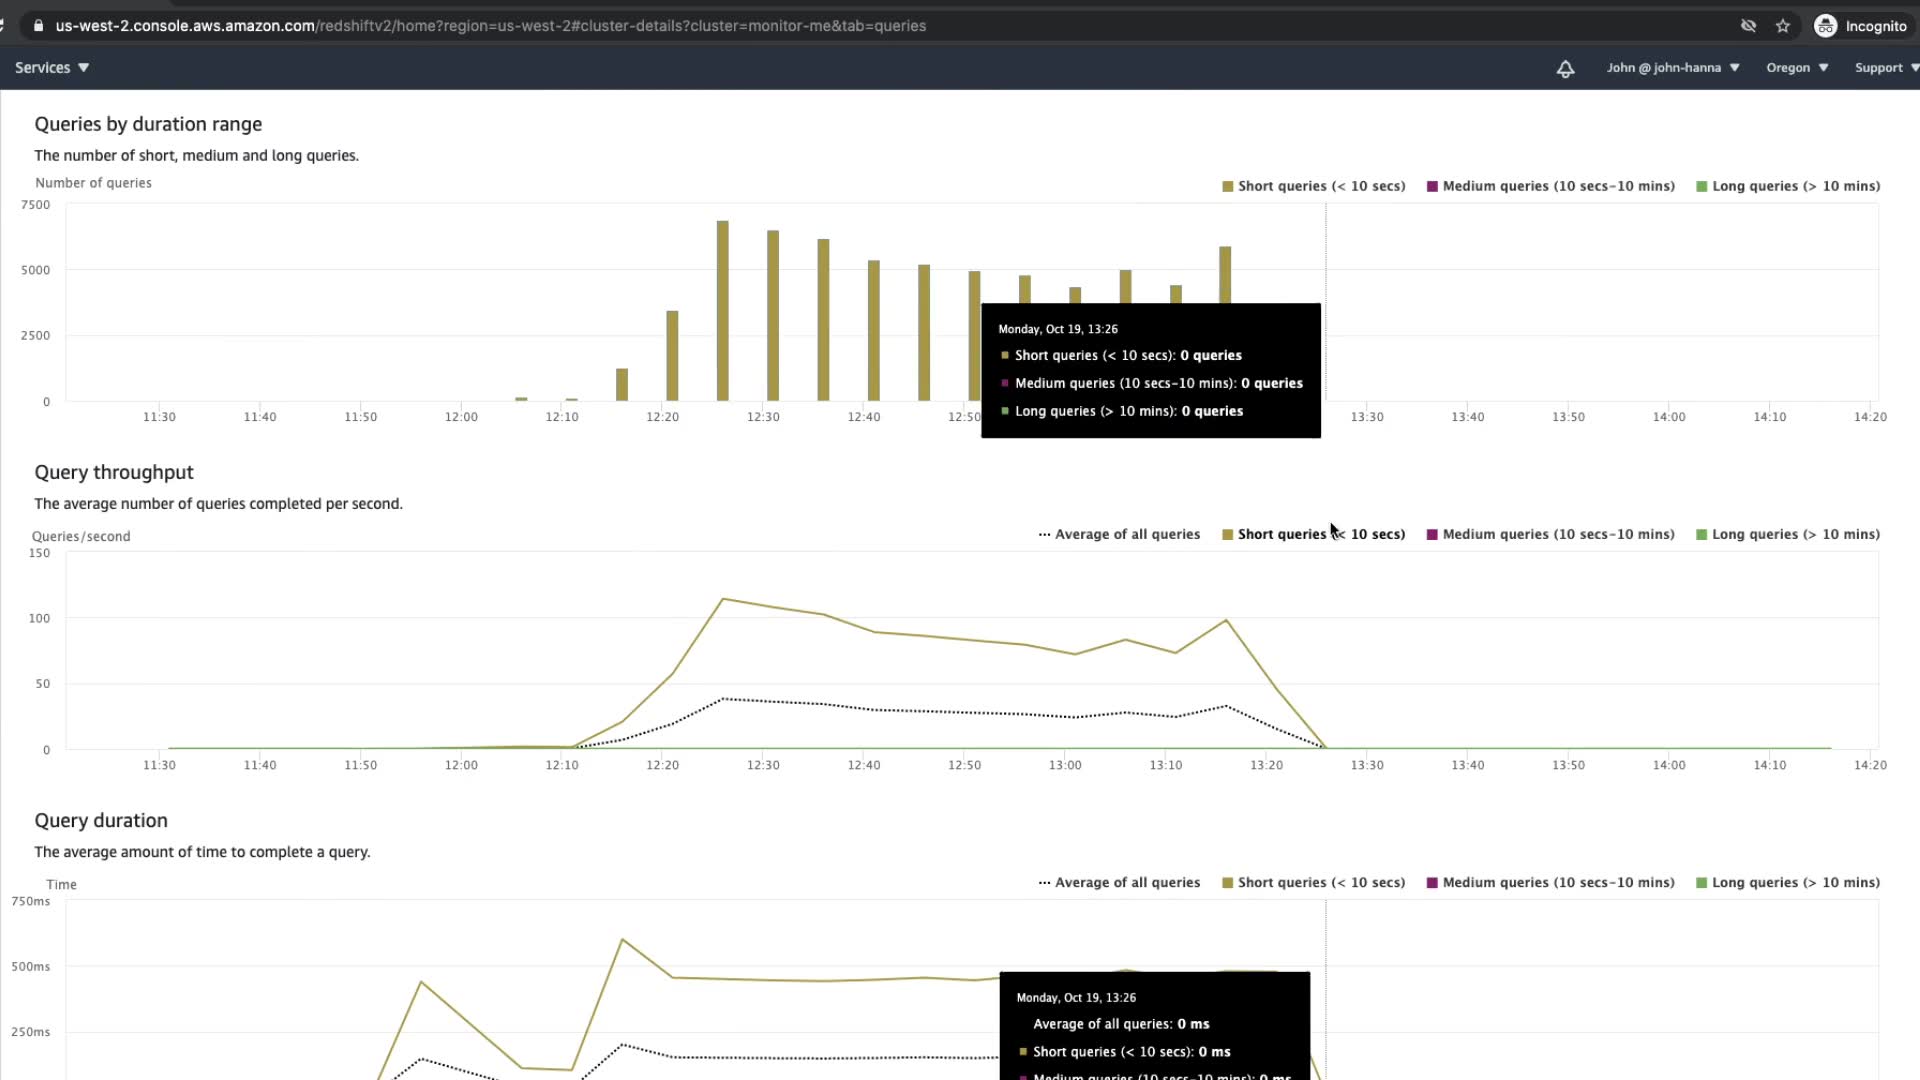 us-west-2.console.aws.amazon.com/redshiftv2/home?region=us-west-2#cluster-details?cluster=monitor-me&tab=queries
Incognito
Services ▼
John @ john-hanna ▼ Oregon ▼ Support ▼
Queries by duration range
The number of short, medium and long queries.
Number of queries
Short queries (< 10 secs) Medium queries (10 secs-10 mins) Long queries (> 10 mins)
7500
5000
2500
0
Monday, Oct 19, 13:26
Short queries (< 10 secs): 0 queries
Medium queries (10 secs-10 mins): 0 queries
Long queries (> 10 mins): 0 queries
11:30 11:40 11:50 12:00 12:10 12:20 12:30 12:40 12:50 13:30 13:40 13:50 14:00 14:10 14:20
Query throughput
The average number of queries completed per second.
Queries/second
Average of all queries Short queries (< 10 secs) Medium queries (10 secs-10 mins) Long queries (> 10 mins)
150
100
50
0
11:30 11:40 11:50 12:00 12:10 12:20 12:30 12:40 12:50 13:00 13:10 13:20 13:30 13:40 13:50 14:00 14:10 14:20
Query duration
The average amount of time to complete a query.
Time
Average of all queries Short queries (< 10 secs) Medium queries (10 secs-10 mins) Long queries (> 10 mins)
750ms
500ms
250ms
Monday, Oct 19, 13:26
Average of all queries: 0 ms
Short queries (< 10 secs): 0 ms
Medium queries (10 secs-10 mins): 0 ms